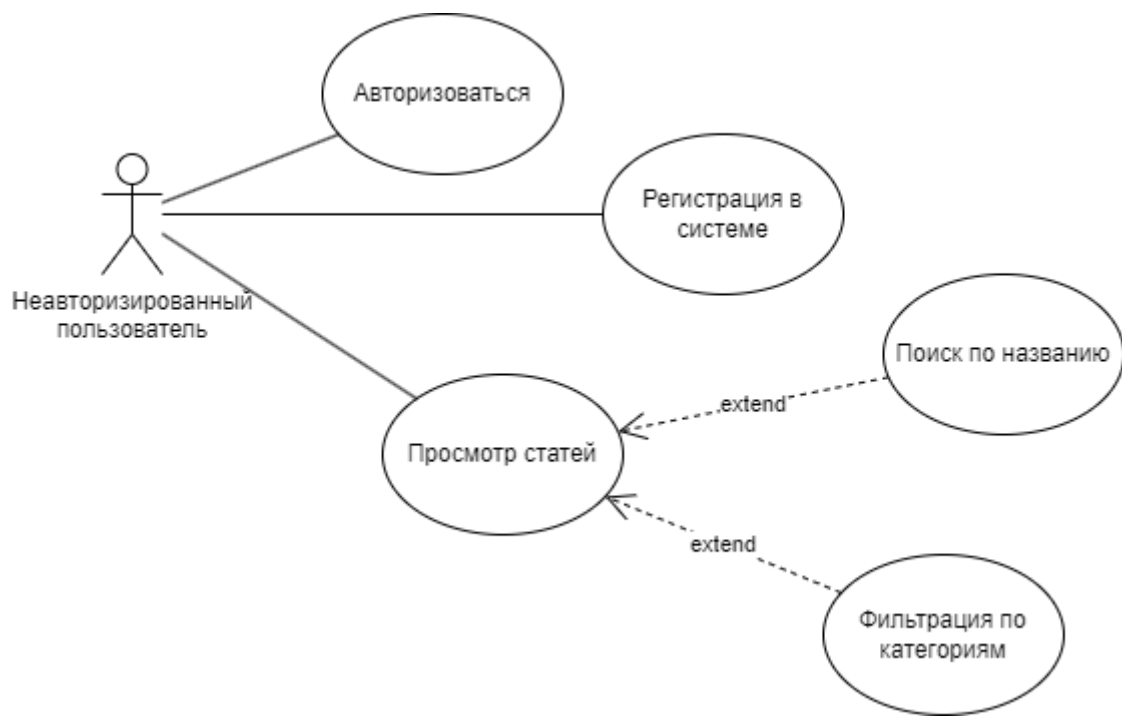 Авторизоваться
Регистрация в
системе
Неавторизированный
пользователь
Поиск по названию
extend
Просмотр статей
extend
Фильтрация по
категориям